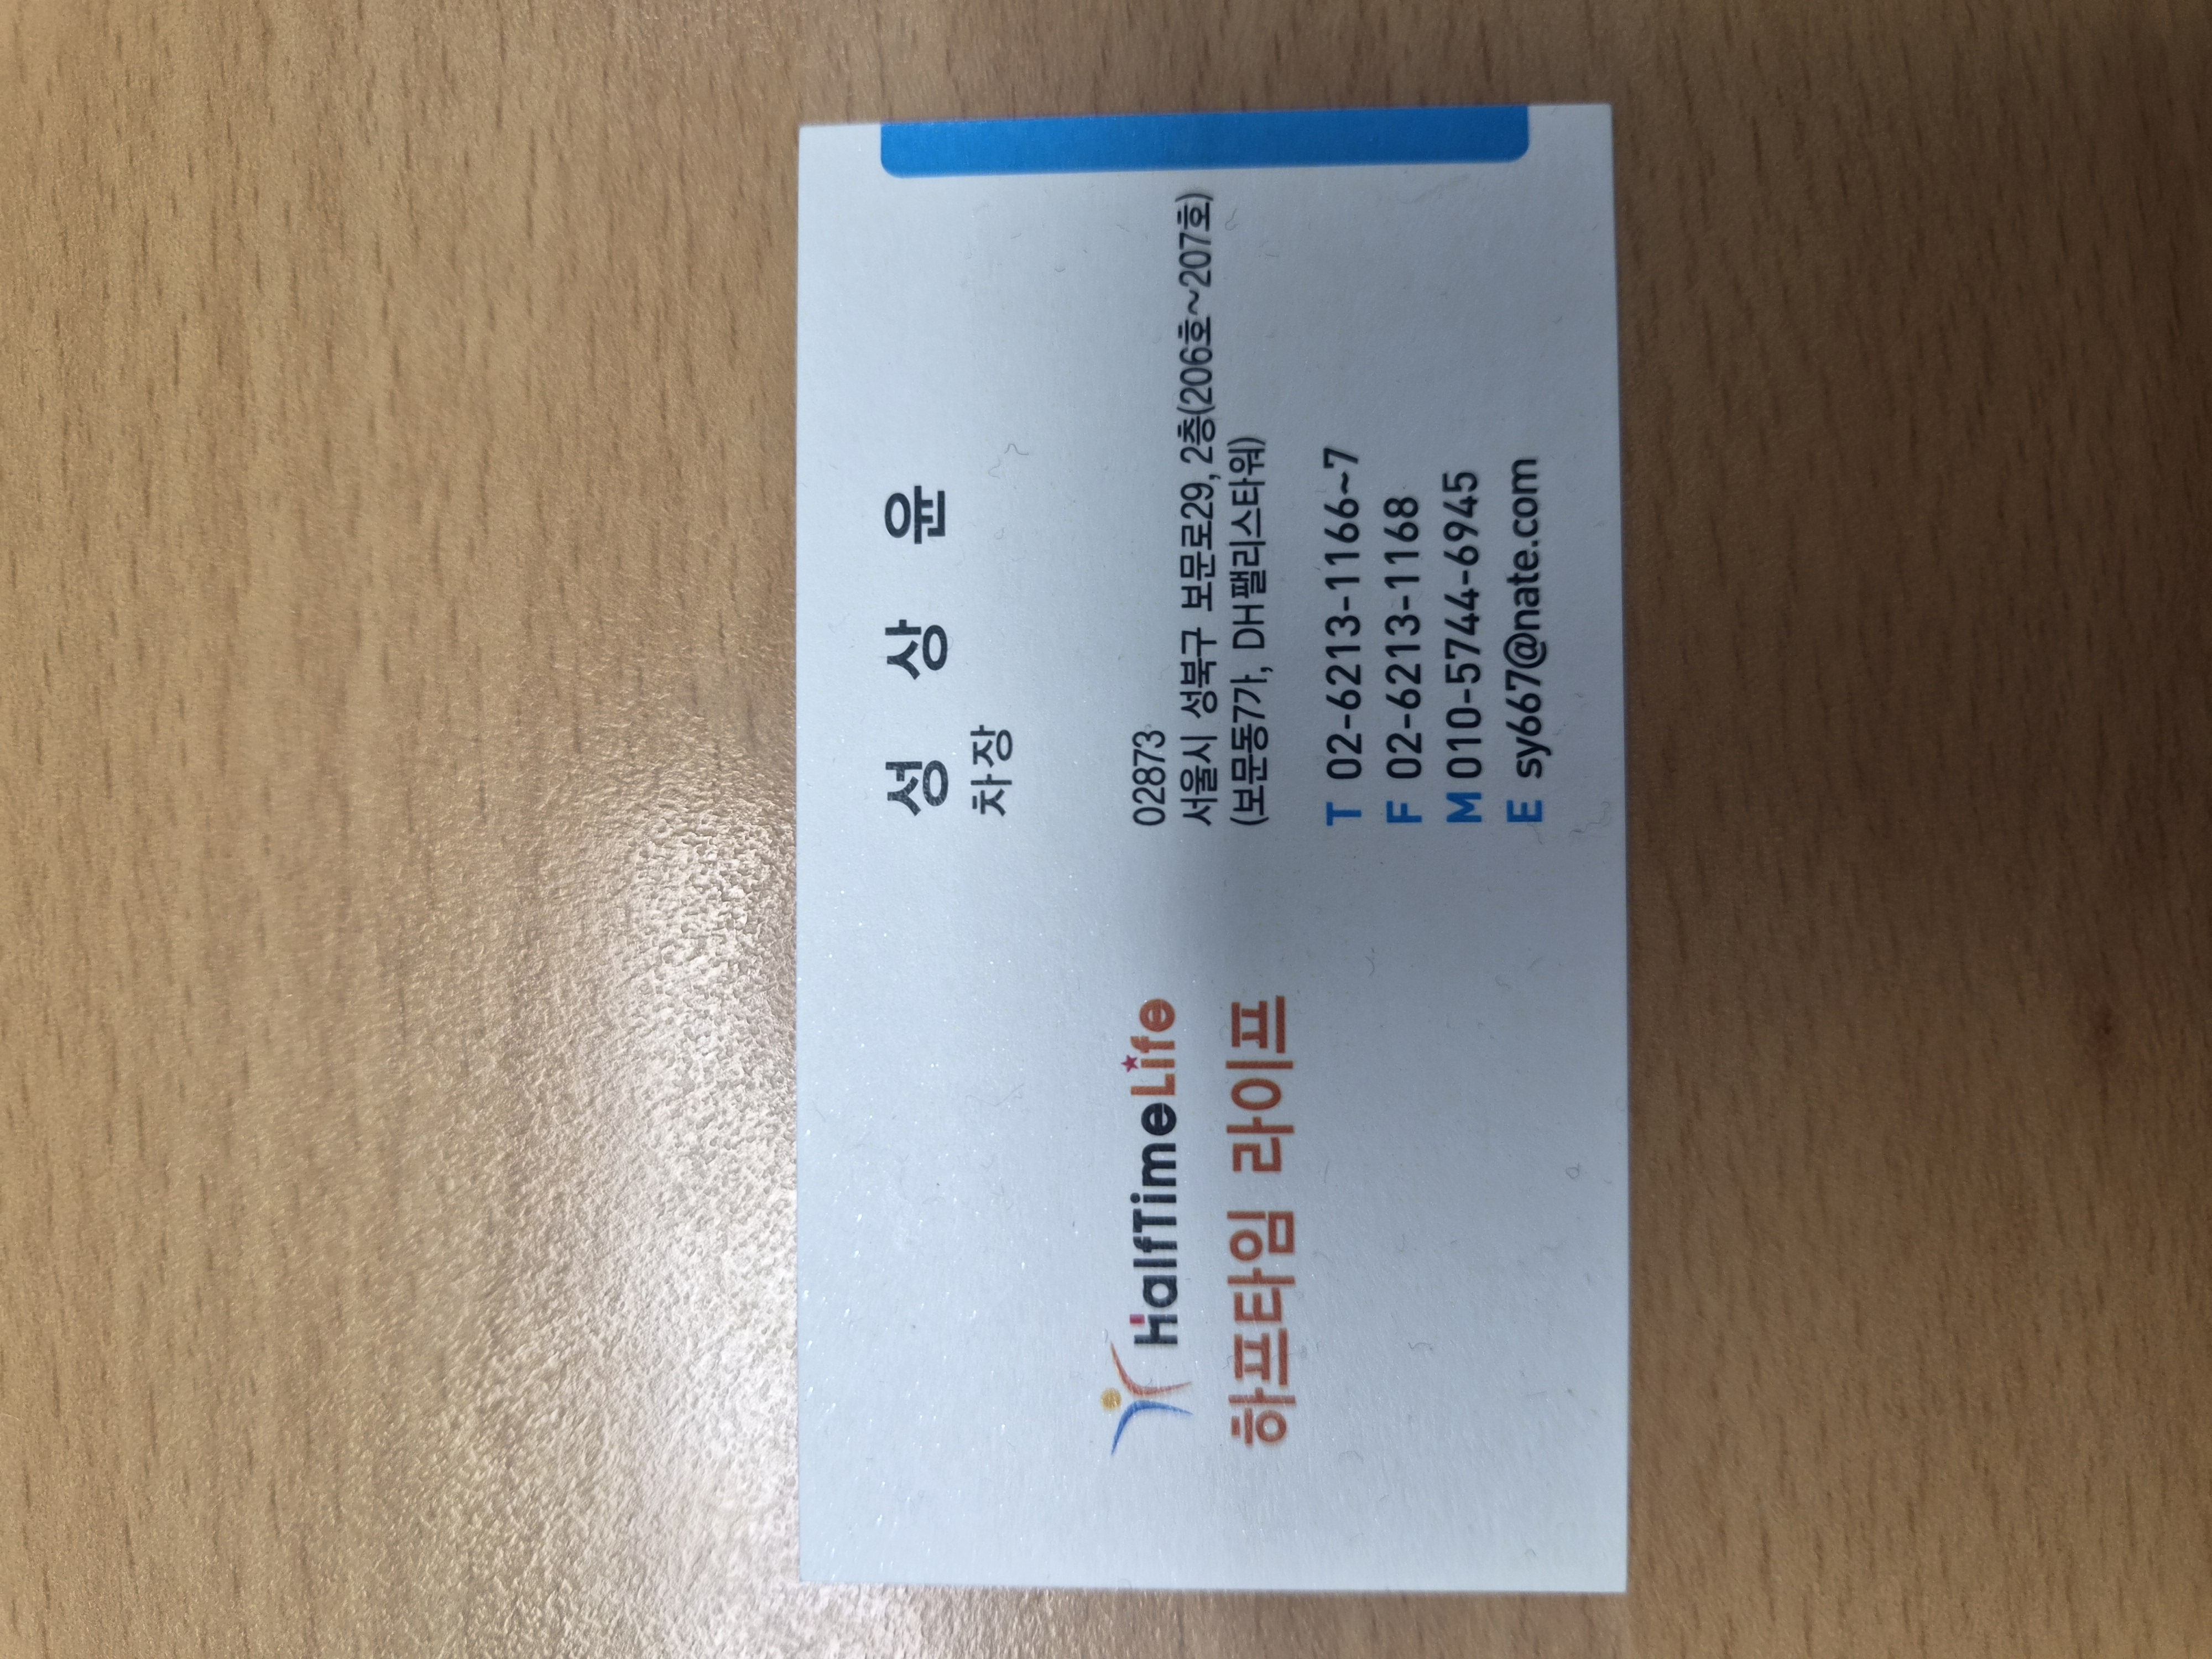 성 상 윤
차장
HalfTimeLife
하프타임 라이프
02873
서울시 성북구 보문로29, 2층(206호~207호)
(보문동7가, DH팰리스타워)
T 02-6213-1166~7
F 02-6213-1168
M 010-5744-6945
E sy667@nate.com